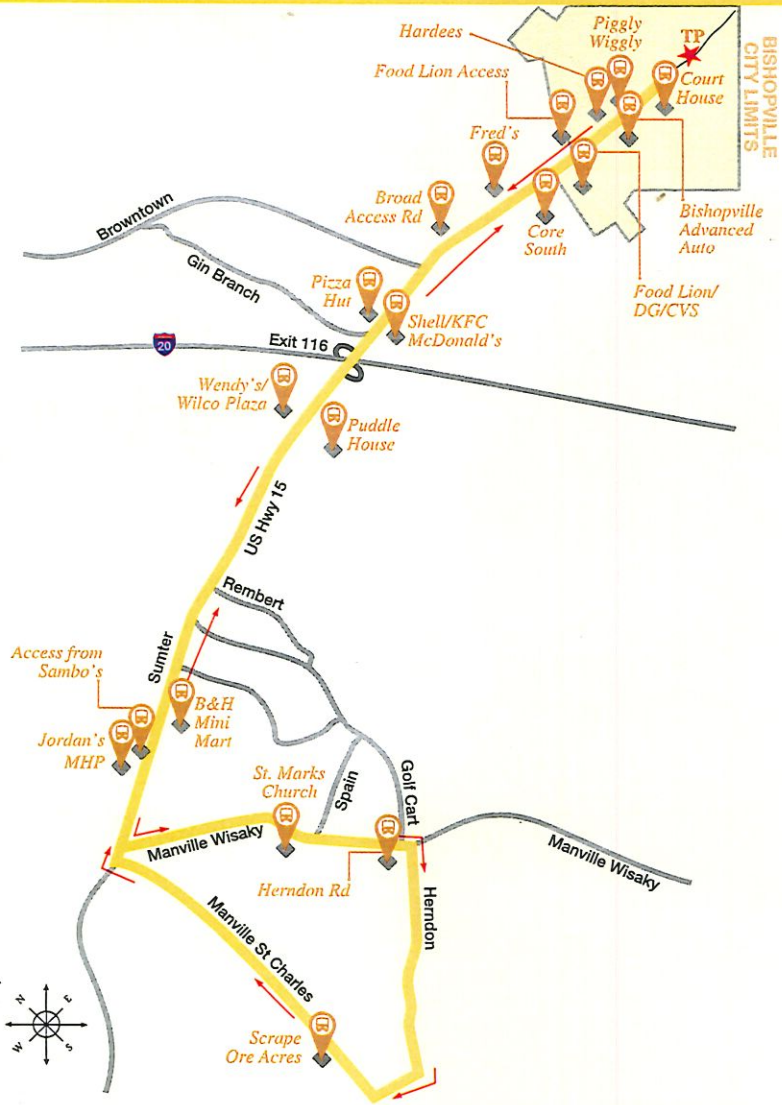 BISHOPVILLE
CITY LIMITS
Hardees
Piggly
Wiggly
TP
Food Lion Access
Court
House
Fred's
Broad
Access Rd
Core
South
Bishopville
Advanced
Auto
Browntown
Gin Branch
Pizza
Hut
Food Lion/
DG/CVS
Shell/KFC
McDonald's
20
Exit 116
Wendy's/
Wilco Plaza
Puddle
House
US Hwy 15
Rembert
Sumter
Access from
Sambo's
Jordan's
MHP
B&H
Mini
Mart
St. Marks
Church
Spain
Golf Cart
Manville Wisaky
Manville Wisaky
Herndon Rd
Herndon
Manville St Charles
Scrape
Ore Acres
N
E
W
S